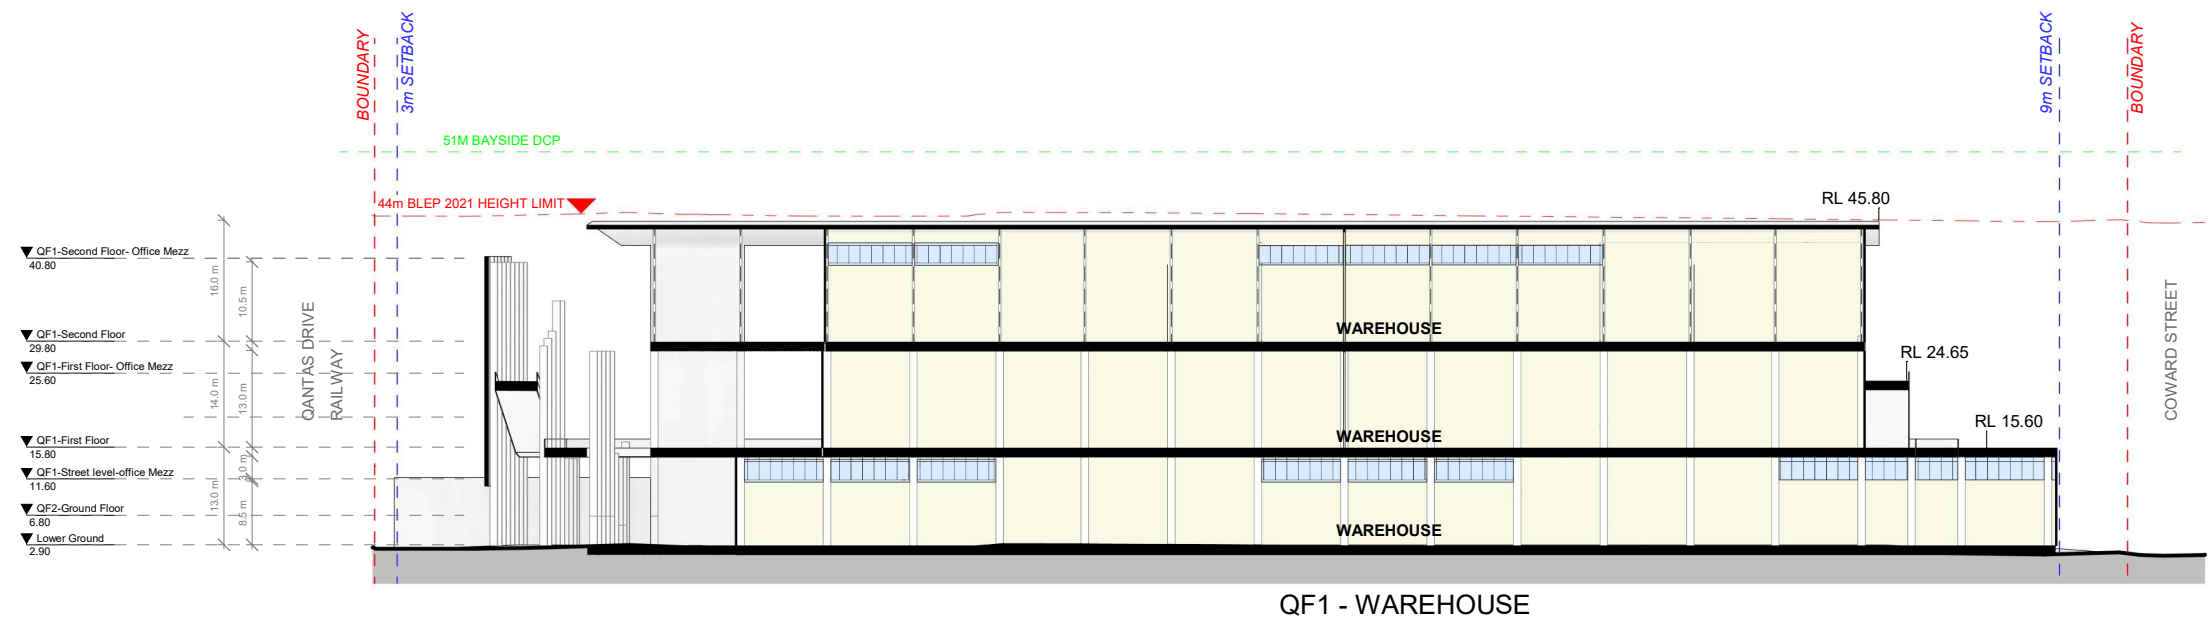 BOUNDARY
3m SETBACK
9m SETBACK
BOUNDARY
51M BAYSIDE DCP
44m BLEP 2021 HEIGHT LIMIT
RL 45.80
QF1-Second Floor- Office Mezz
40.80
16.0 m
10.5 m
QF1-Second Floor
29.80
QF1-First Floor- Office Mezz
25.60
14.0 m
13.0 m
QF1-First Floor
15.80
QF1-Street level-office Mezz
11.60
3.0 m
13.0 m
8.5 m
QF2-Ground Floor
6.80
Lower Ground
2.90
QANTAS DRIVE
RAILWAY
WAREHOUSE
WAREHOUSE
WAREHOUSE
RL 24.65
RL 15.60
COWARD STREET
QF1 - WAREHOUSE